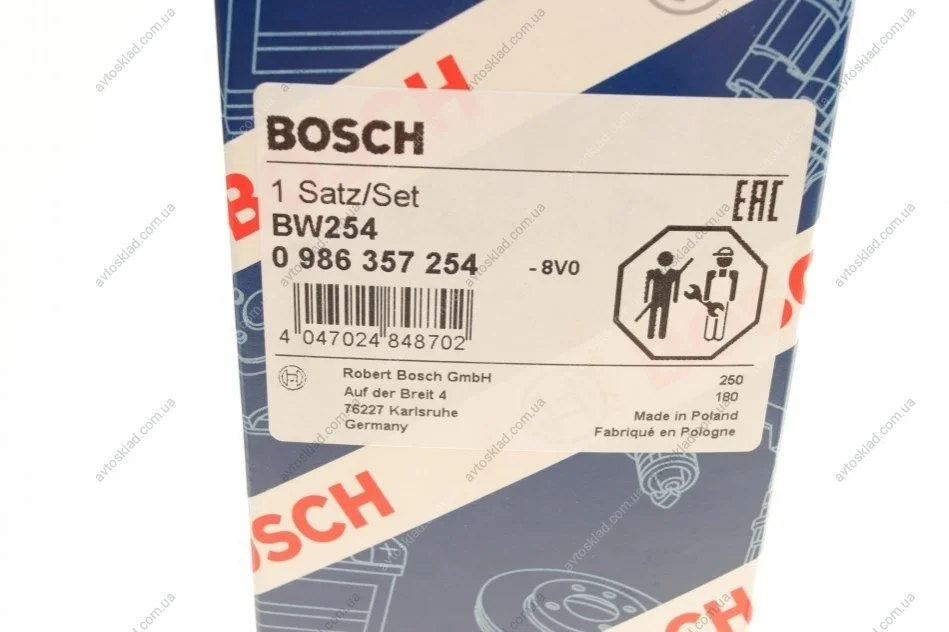 BOSCH
BOSCH
1 Satz/Set
EAC
BW254
0 986 357 254
- 8V0
4 047024 848702
Robert Bosch GmbH
Auf der Breit 4
76227 Karlsruhe
Germany
250
180
Made in Poland
Fabriqué en Pologne
BOSCH
BOSCH
avtosklad.com.ua